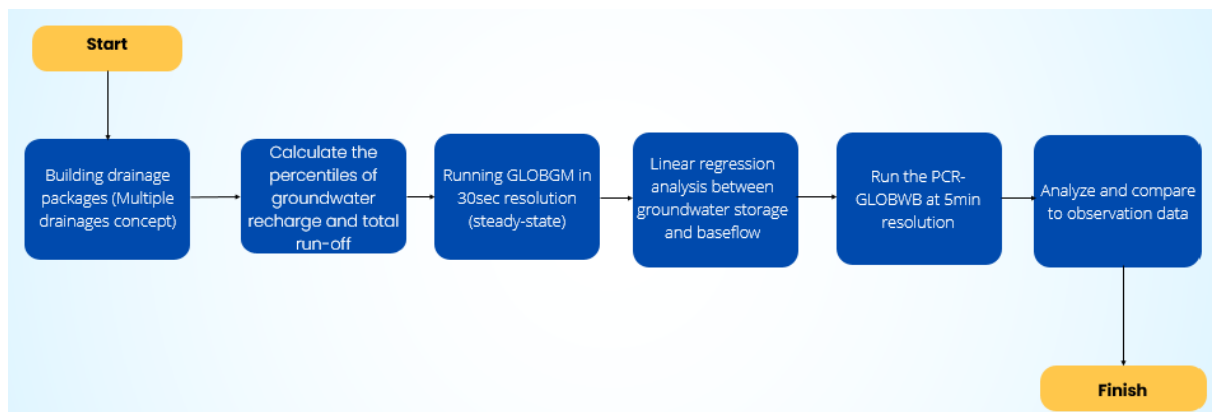 Start
Building drainage
packages (Multiple
drainages concept)
Calculate the
percentiles of
groundwater
recharge and total
run-off
Running GLOBGM in
30sec resolution
(steady-state)
Linear regression
analysis between
groundwater storage
and baseflow
Run the PCR-
GLOBWB at 5min
resolution
Analyze and compare
to observation data
Finish